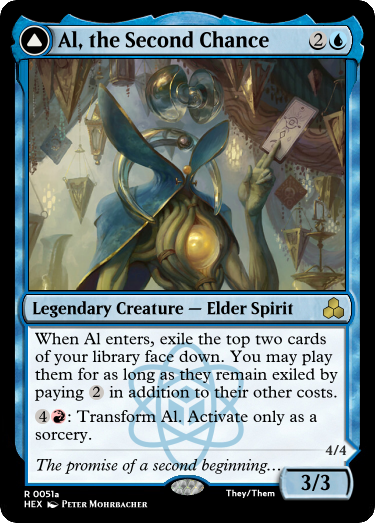 Al, the Second Chance 2
Legendary Creature — Elder Spirit
When Al enters, exile the top two cards
of your library face down. You may play
them for as long as they remain exiled by
paying 2 in addition to their other costs.
4: Transform Al. Activate only as a
sorcery.
4/4
The promise of a second beginning...
3/3
R 0051a
They/Them
HEX Peter Mohrbacher